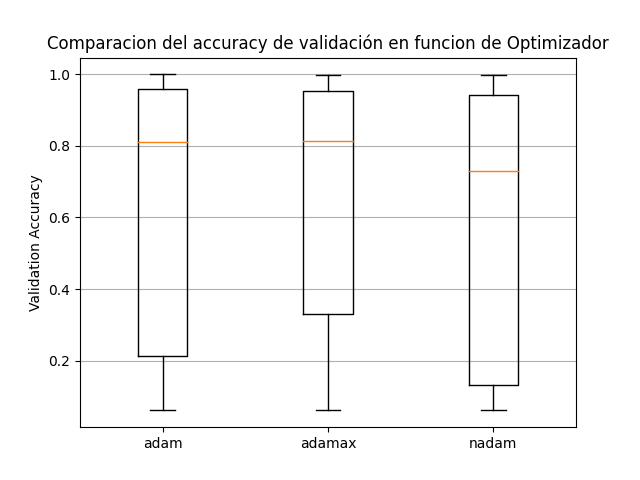 Comparacion del accuracy de validación en funcion de Optimizador
1.0
0.8
0.6
0.4
0.2
Validation Accuracy
adam
adamax
nadam